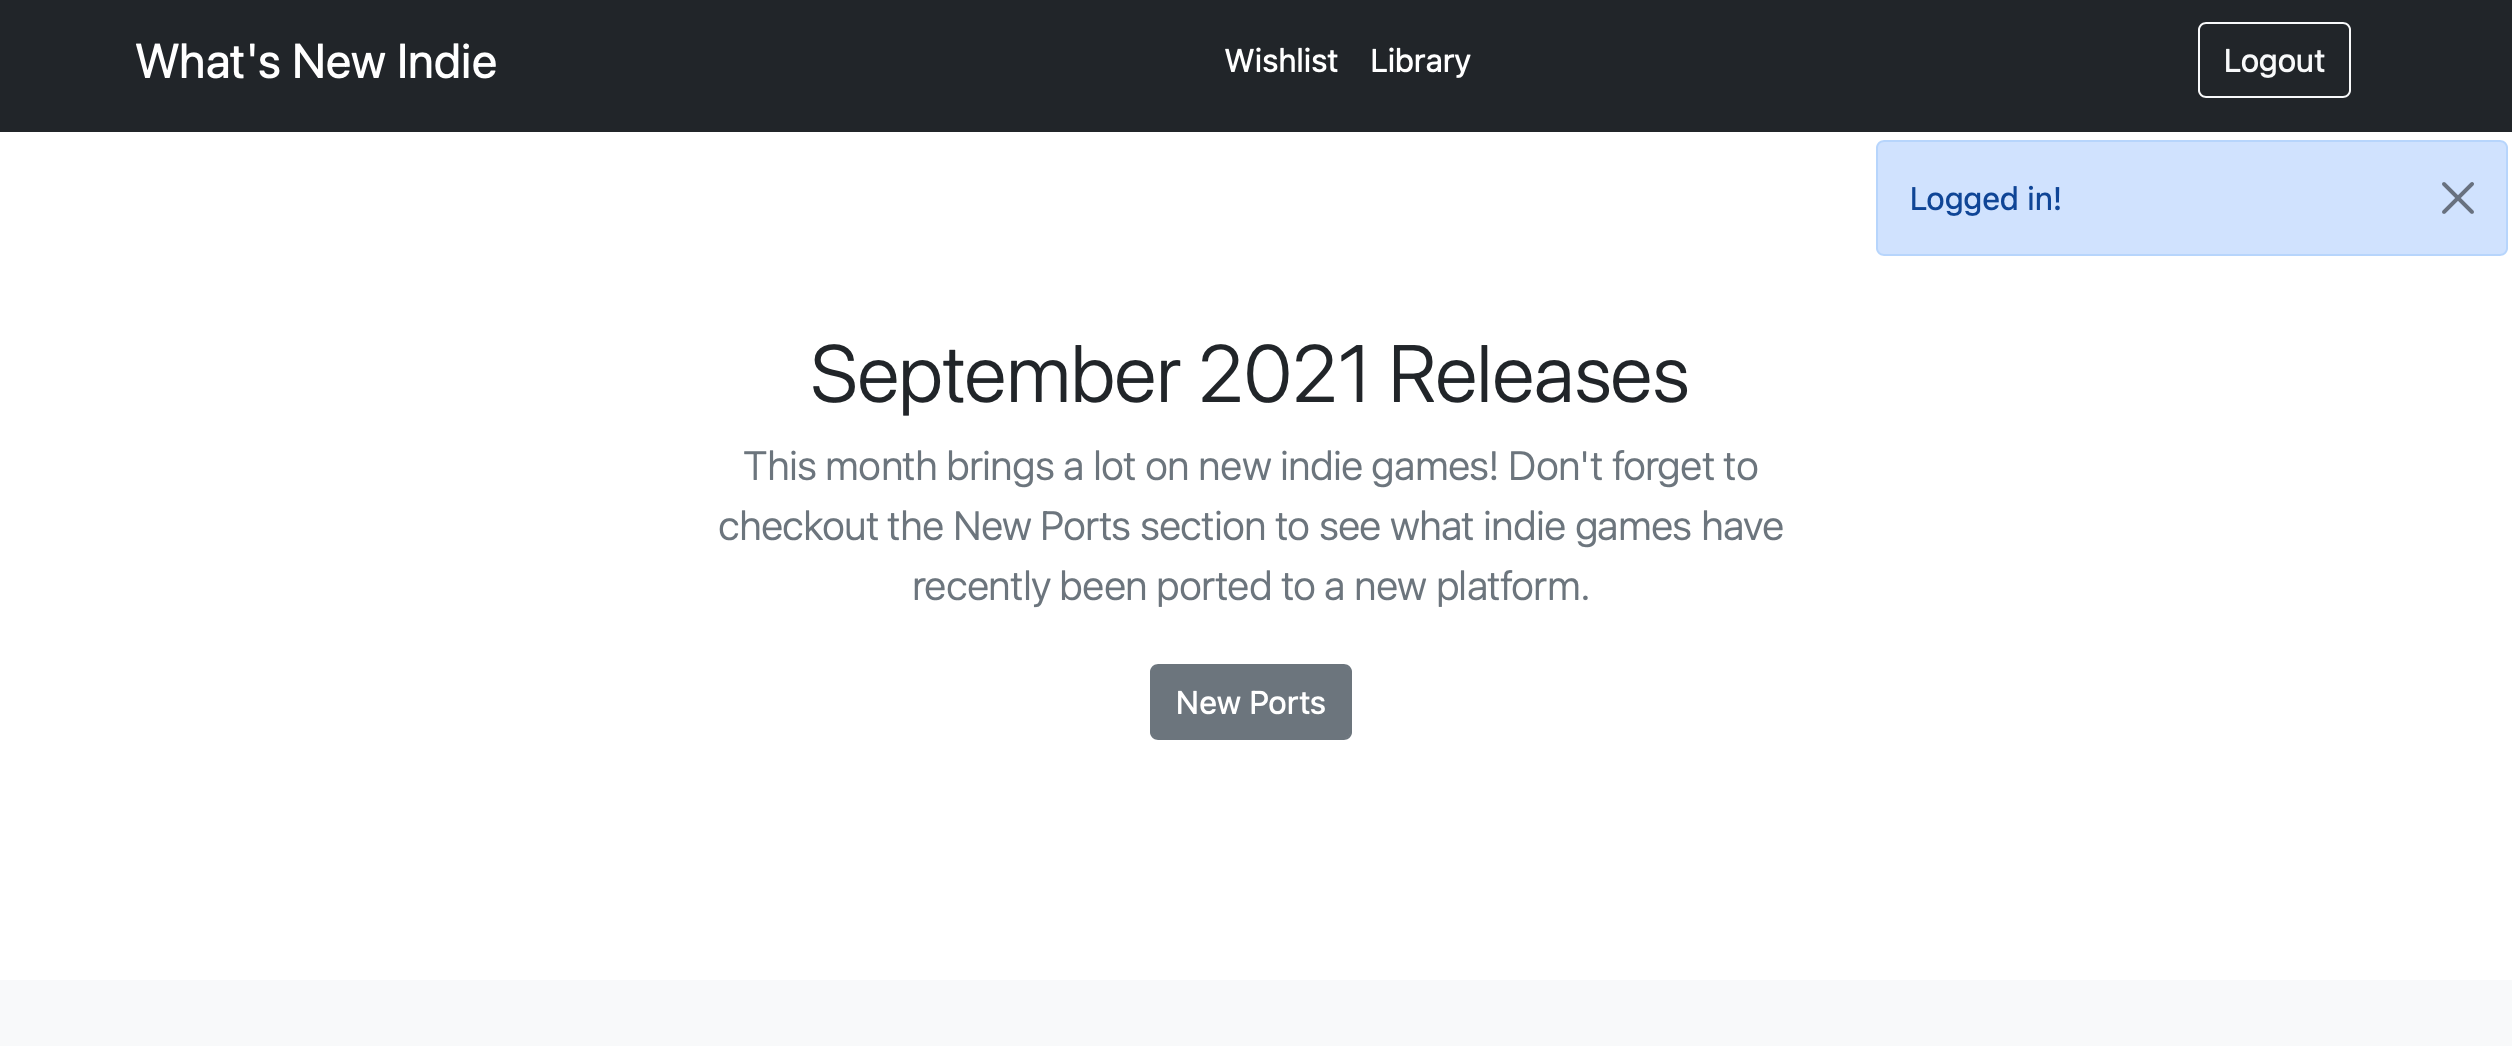 What's New Indie
Wishlist Library
Logout
Logged in!
September 2021 Releases
This month brings a lot on new indie games! Don't forget to
checkout the New Ports section to see what indie games have
recently been ported to a new platform.
New Ports